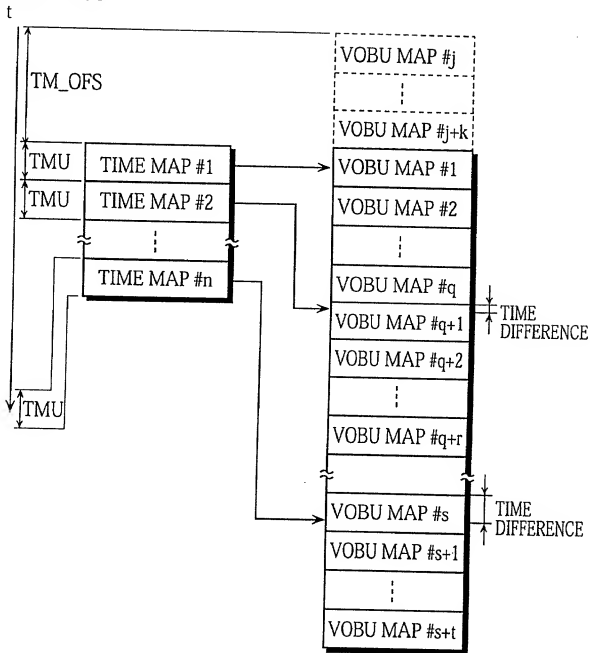 t
TM_OFS
TMU
TMU
TMU
TIME MAP #1
TIME MAP #2
TIME MAP #n
VOBU MAP #j
VOBU MAP #j+k
VOBU MAP #1
VOBU MAP #2
VOBU MAP #q
VOBU MAP #q+1
VOBU MAP #q+2
VOBU MAP #q+r
VOBU MAP #s
VOBU MAP #s+1
VOBU MAP #s+t
TIME
DIFFERENCE
TIME
DIFFERENCE